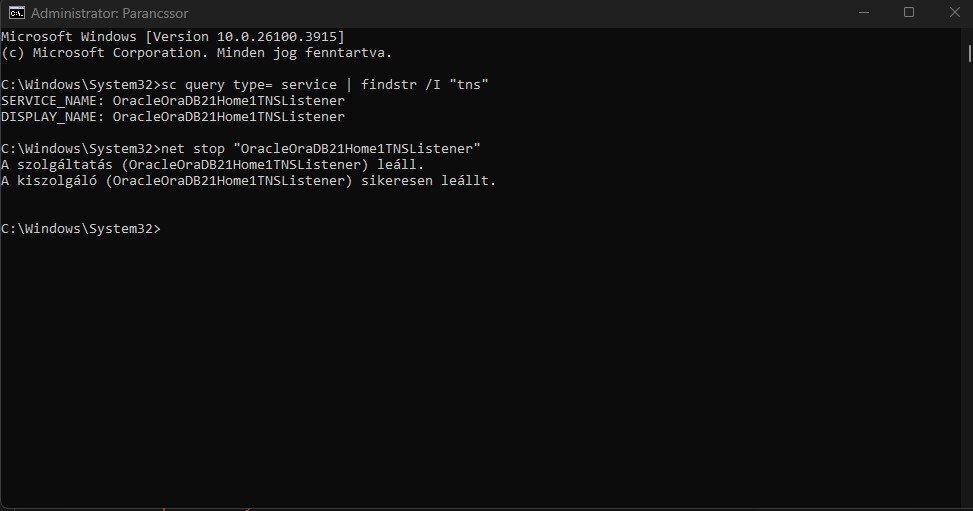 Administrator: Parancssor
Microsoft Windows [Version 10.0.26100.3915]
(c) Microsoft Corporation. Minden jog fenntartva.
C:\Windows\System32>sc query type= service | findstr /I "tns"
SERVICE_NAME: OracleOraDB21Home1TNSListener
DISPLAY_NAME: OracleOraDB21Home1TNSListener
C:\Windows\System32>net stop "OracleOraDB21Home1TNSListener"
A szolgáltatás (OracleOraDB21Home1TNSListener) leáll.
A kiszolgáló (OracleOraDB21Home1TNSListener) sikeresen leállt.
C:\Windows\System32>